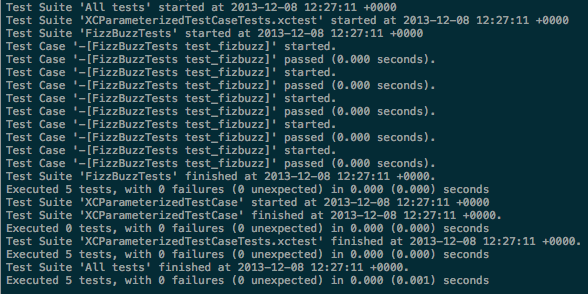 Test Suite 'All tests' started at 2013-12-08 12:27:11 +0000
Test Suite 'XCParameterizedTestCaseTests.xctest' started at 2013-12-08 12:27:11 +0000
Test Suite 'FizzBuzzTests' started at 2013-12-08 12:27:11 +0000
Test Case '-[FizzBuzzTests test_fizbuzz]' started.
Test Case '-[FizzBuzzTests test_fizbuzz]' passed (0.000 seconds).
Test Case '-[FizzBuzzTests test_fizbuzz]' started.
Test Case '-[FizzBuzzTests test_fizbuzz]' passed (0.000 seconds).
Test Case '-[FizzBuzzTests test_fizbuzz]' started.
Test Case '-[FizzBuzzTests test_fizbuzz]' passed (0.000 seconds).
Test Case '-[FizzBuzzTests test_fizbuzz]' started.
Test Case '-[FizzBuzzTests test_fizbuzz]' passed (0.000 seconds).
Test Case '-[FizzBuzzTests test_fizbuzz]' started.
Test Case '-[FizzBuzzTests test_fizbuzz]' passed (0.000 seconds).
Test Suite 'FizzBuzzTests' finished at 2013-12-08 12:27:11 +0000.
Executed 5 tests, with 0 failures (0 unexpected) in 0.000 (0.000) seconds
Test Suite 'XCParameterizedTestCase' started at 2013-12-08 12:27:11 +0000
Test Suite 'XCParameterizedTestCase' finished at 2013-12-08 12:27:11 +0000.
Executed 0 tests, with 0 failures (0 unexpected) in 0.000 (0.000) seconds
Test Suite 'XCParameterizedTestCaseTests.xctest' finished at 2013-12-08 12:27:11 +0000.
Executed 5 tests, with 0 failures (0 unexpected) in 0.000 (0.000) seconds
Test Suite 'All tests' finished at 2013-12-08 12:27:11 +0000.
Executed 5 tests, with 0 failures (0 unexpected) in 0.000 (0.001) seconds